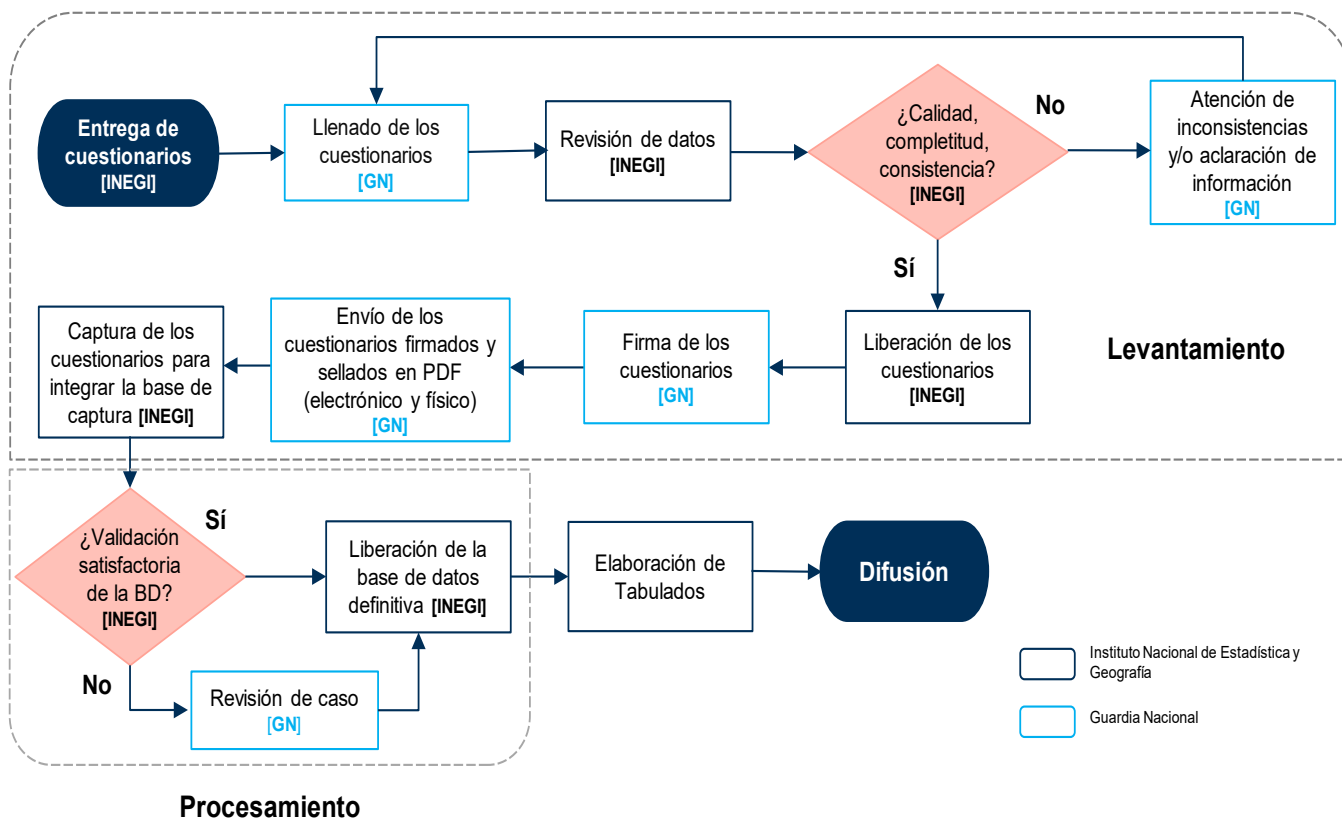 Entrega de
cuestionarios
[INEGI]
Llenado de los
cuestionarios
[GN]
Revisión de datos
[INEGI]
¿Calidad,
completitud,
consistencia?
[INEGI]
No
Atención de
inconsistencias
y/o aclaración de
información
[GN]
Sí
Captura de los
cuestionarios para
integrar la base de
captura [INEGI]
Envío de los
cuestionarios firmados y
sellados en PDF
(electrónico y físico)
[GN]
Firma de los
cuestionarios
[GN]
Liberación de los
cuestionarios
[INEGI]
Levantamiento
¿Validación
satisfactoria
de la BD?
[INEGI]
Sí
Liberación de la
base de datos
definitiva [INEGI]
Elaboración de
Tabulados
Difusión
No
Revisión de caso
[GN]
Instituto Nacional de Estadística y
Geografía
Guardia Nacional
Procesamiento